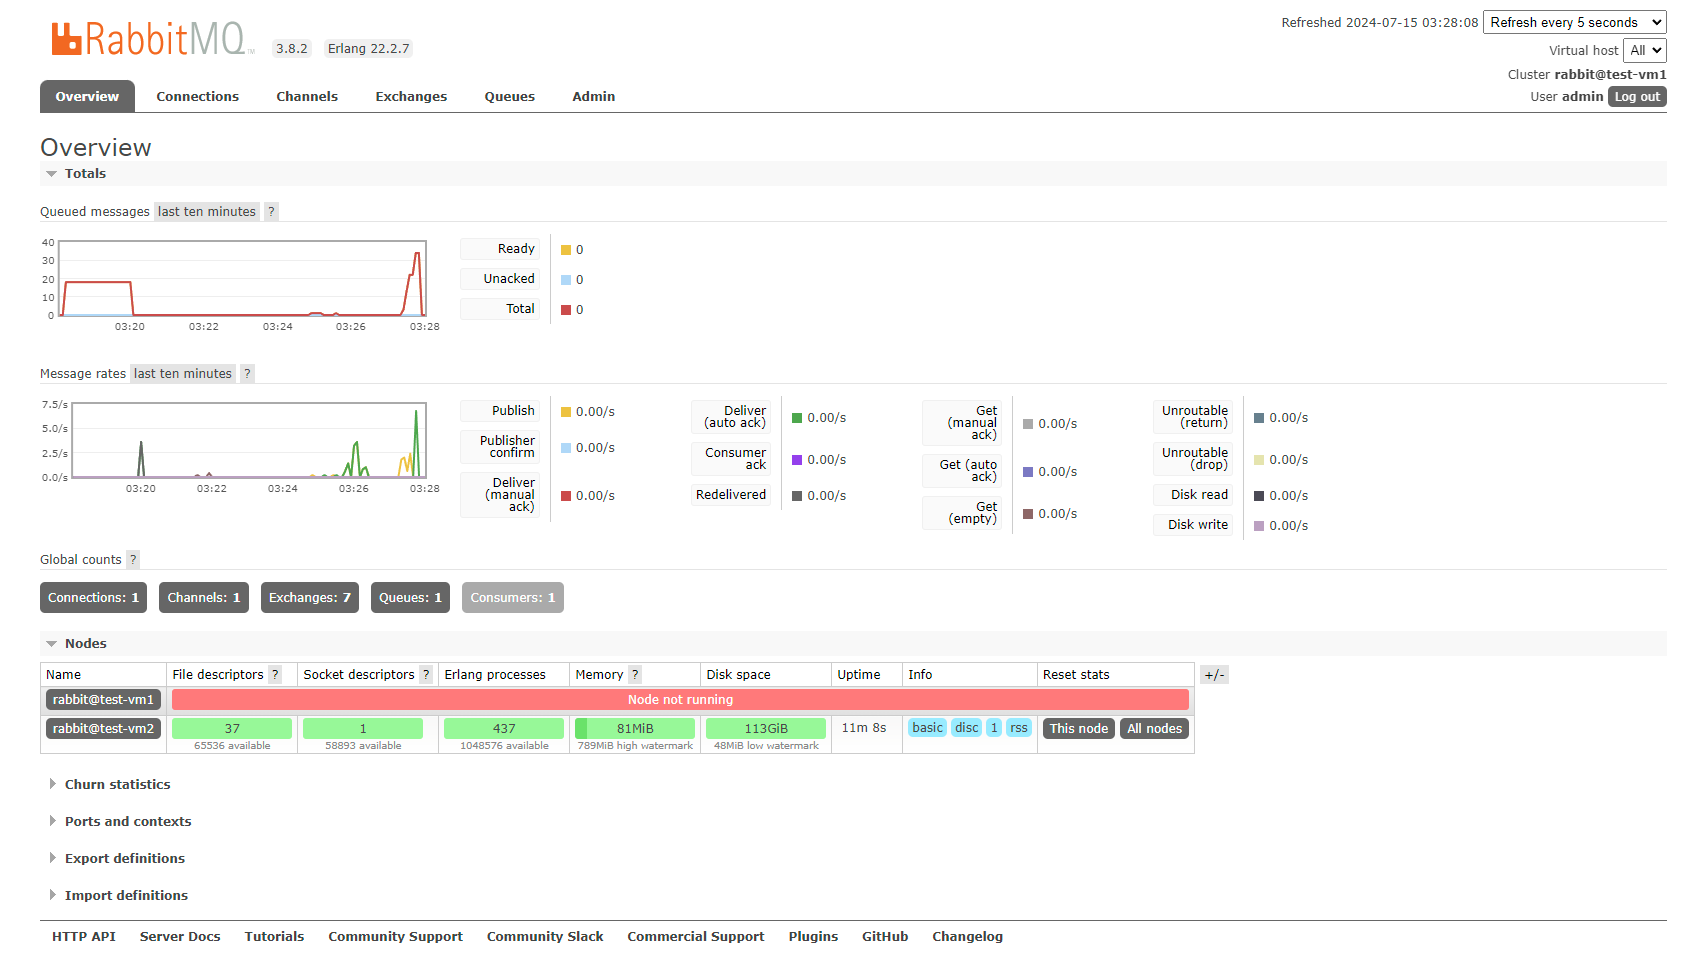 RabbitMQ TM 3.8.2 Erlang 22.2.7
Refreshed 2024-07-15 03:28:08 Refresh every 5 seconds
Virtual host All
Cluster rabbit@test-vm1
User admin Log out
Overview Connections Channels Exchanges Queues Admin
Overview
Totals
Queued messages last ten minutes ?
40
30
20
10
0
03:20 03:22 03:24 03:26 03:28
Ready 0
Unacked 0
Total 0
Message rates last ten minutes ?
7.5/s
5.0/s
2.5/s
0.0/s
03:20 03:22 03:24 03:26 03:28
Publish 0.00/s
Publisher
confirm 0.00/s
Deliver
(manual
ack) 0.00/s
Deliver
(auto ack) 0.00/s
Consumer
ack 0.00/s
Redelivered 0.00/s
Get
(manual
ack) 0.00/s
Get (auto
ack) 0.00/s
Get
(empty) 0.00/s
Unroutable
(return) 0.00/s
Unroutable
(drop) 0.00/s
Disk read 0.00/s
Disk write 0.00/s
Global counts ?
Connections: 1 Channels: 1 Exchanges: 7 Queues: 1 Consumers: 1
Nodes
Name File descriptors ? Socket descriptors ? Erlang processes Memory ? Disk space Uptime Info Reset stats +/-
rabbit@test-vm1 Node not running
rabbit@test-vm2 37 1 437 81MiB 113GiB 11m 8s basic disc 1 rss This node All nodes
65536 available 58893 available 1048576 available 789MiB high watermark 48MiB low watermark
Churn statistics
Ports and contexts
Export definitions
Import definitions
HTTP API Server Docs Tutorials Community Support Community Slack Commercial Support Plugins GitHub Changelog